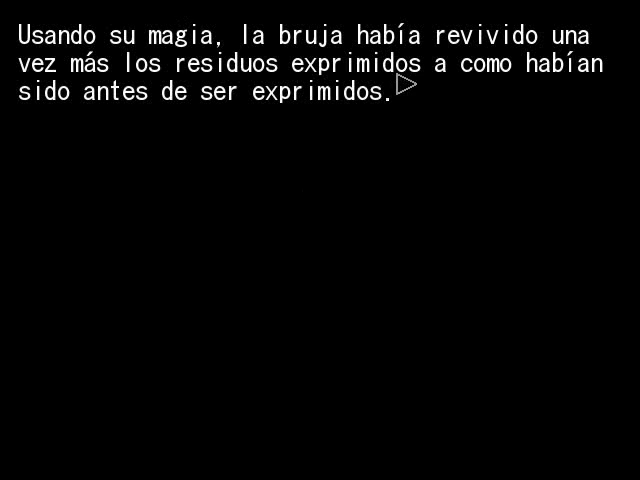 Usando su magia, la bruja había revivido una
vez más los residuos exprimidos a como habían
sido antes de ser exprimidos.